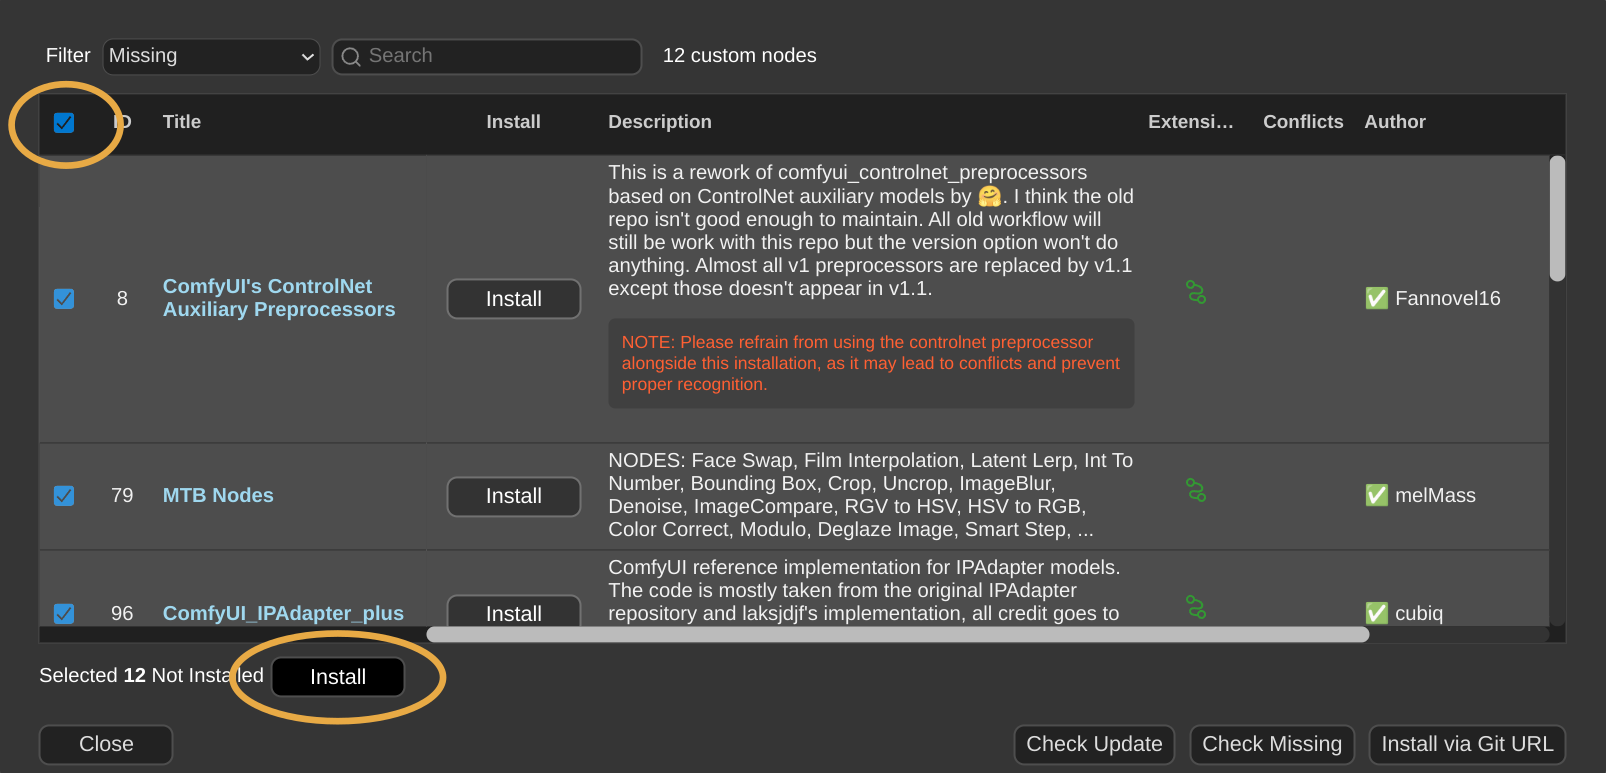 Filter Missing Search 12 custom nodes
ID Title Install Description Extensi... Conflicts Author
This is a rework of comfyui_controlnet_preprocessors
based on ControlNet auxiliary models by 🤗. I think the old
repo isn't good enough to maintain. All old workflow will
still be work with this repo but the version option won't do
anything. Almost all v1 preprocessors are replaced by v1.1
except those doesn't appear in v1.1.
8 ComfyUI's ControlNet
Auxiliary Preprocessors
Install
✅ Fannovel16
NOTE: Please refrain from using the controlnet preprocessor
alongside this installation, as it may lead to conflicts and prevent
proper recognition.
NODES: Face Swap, Film Interpolation, Latent Lerp, Int To
Number, Bounding Box, Crop, Uncrop, ImageBlur,
Denoise, ImageCompare, RGV to HSV, HSV to RGB,
Color Correct, Modulo, Deglaze Image, Smart Step, ...
79 MTB Nodes Install ✅ melMass
ComfyUI reference implementation for IPAdapter models.
The code is mostly taken from the original IPAdapter
repository and laksjdjf's implementation, all credit goes to
96 ComfyUI_IPAdapter_plus Install ✅ cubiq
Selected 12 Not Installed Install
Close Check Update Check Missing Install via Git URL